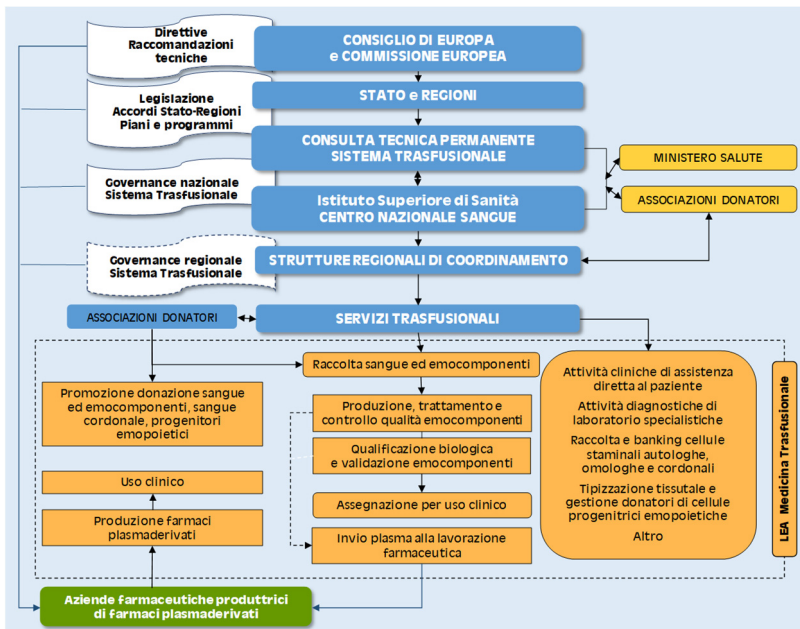 Direttive
Raccomandazioni
tecniche
CONSIGLIO DI EUROPA
e COMMISSIONE EUROPEA
Legislazione
Accordi Stato-Regioni
Piani e programmi
STATO e REGIONI
CONSULTA TECNICA PERMANENTE
SISTEMA TRASFUSIONALE
MINISTERO SALUTE
Governance nazionale
Sistema Trasfusionale
Istituto Superiore di Sanità
CENTRO NAZIONALE SANGUE
ASSOCIAZIONI DONATORI
Governance regionale
Sistema Trasfusionale
STRUTTURE REGIONALI DI COORDINAMENTO
ASSOCIAZIONI DONATORI
SERVIZI TRASFUSIONALI
Raccolta sangue ed emocomponenti
Promozione donazione sangue
ed emocomponenti, sangue
cordonale, progenitori
emopoietici
Produzione, trattamento e
controllo qualità emocomponenti
Qualificazione biologica
e validazione emocomponenti
Uso clinico
Assegnazione per uso clinico
Produzione farmaci
plasmaderivati
Invio plasma alla lavorazione
farmaceutica
Attività cliniche di assistenza
diretta al paziente
Attività diagnostiche di
laboratorio specialistiche
Raccolta e banking cellule
staminali autologhe,
omologhe e cordonali
Tipizzazione tissutale e
gestione donatori di cellule
progenitrici emopoietiche
Altro
LEA Medicina Trasfusionale
Aziende farmaceutiche produttrici
di farmaci plasmaderivati